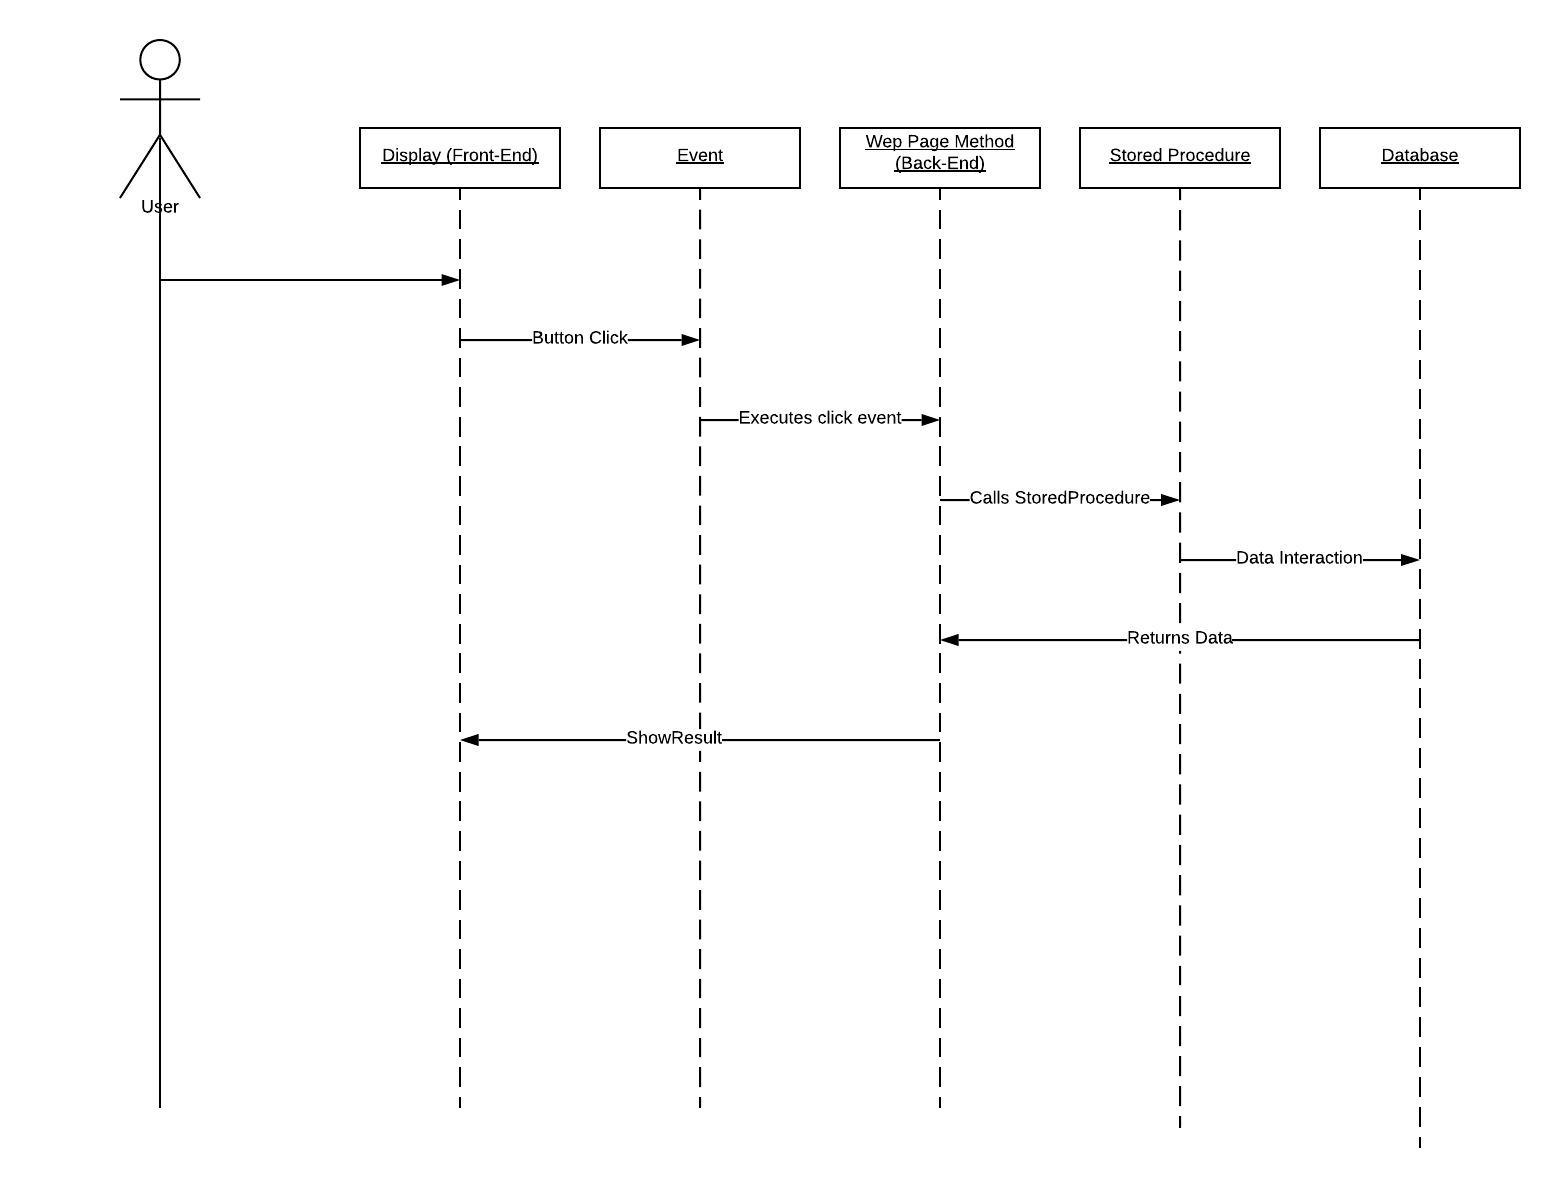 User
Display (Front-End)
Event
Wep Page Method
(Back-End)
Stored Procedure
Database
Button Click
Executes click event
Calls StoredProcedure
Data Interaction
Returns Data
ShowResult